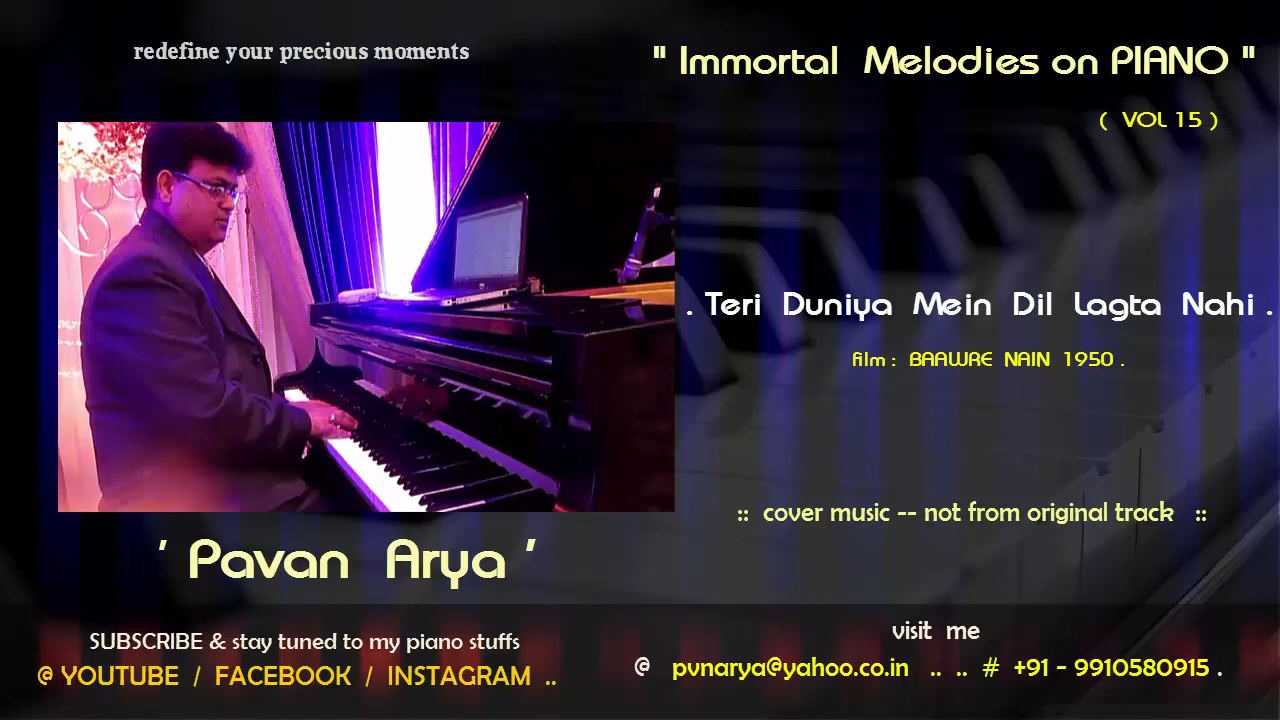 redefine your precious moments
" Immortal Melodies on PIANO "
( VOL 15 )
. Teri Duniya Mein Dil Lagta Nahi .
film : BAAWRE NAIN 1950 .
:: cover music -- not from original track ::
' Pavan Arya '
SUBSCRIBE & stay tuned to my piano stuffs
@ YOUTUBE / FACEBOOK / INSTAGRAM ..
visit me
@ pvnarya@yahoo.co.in .. .. # +91 - 9910580915 .